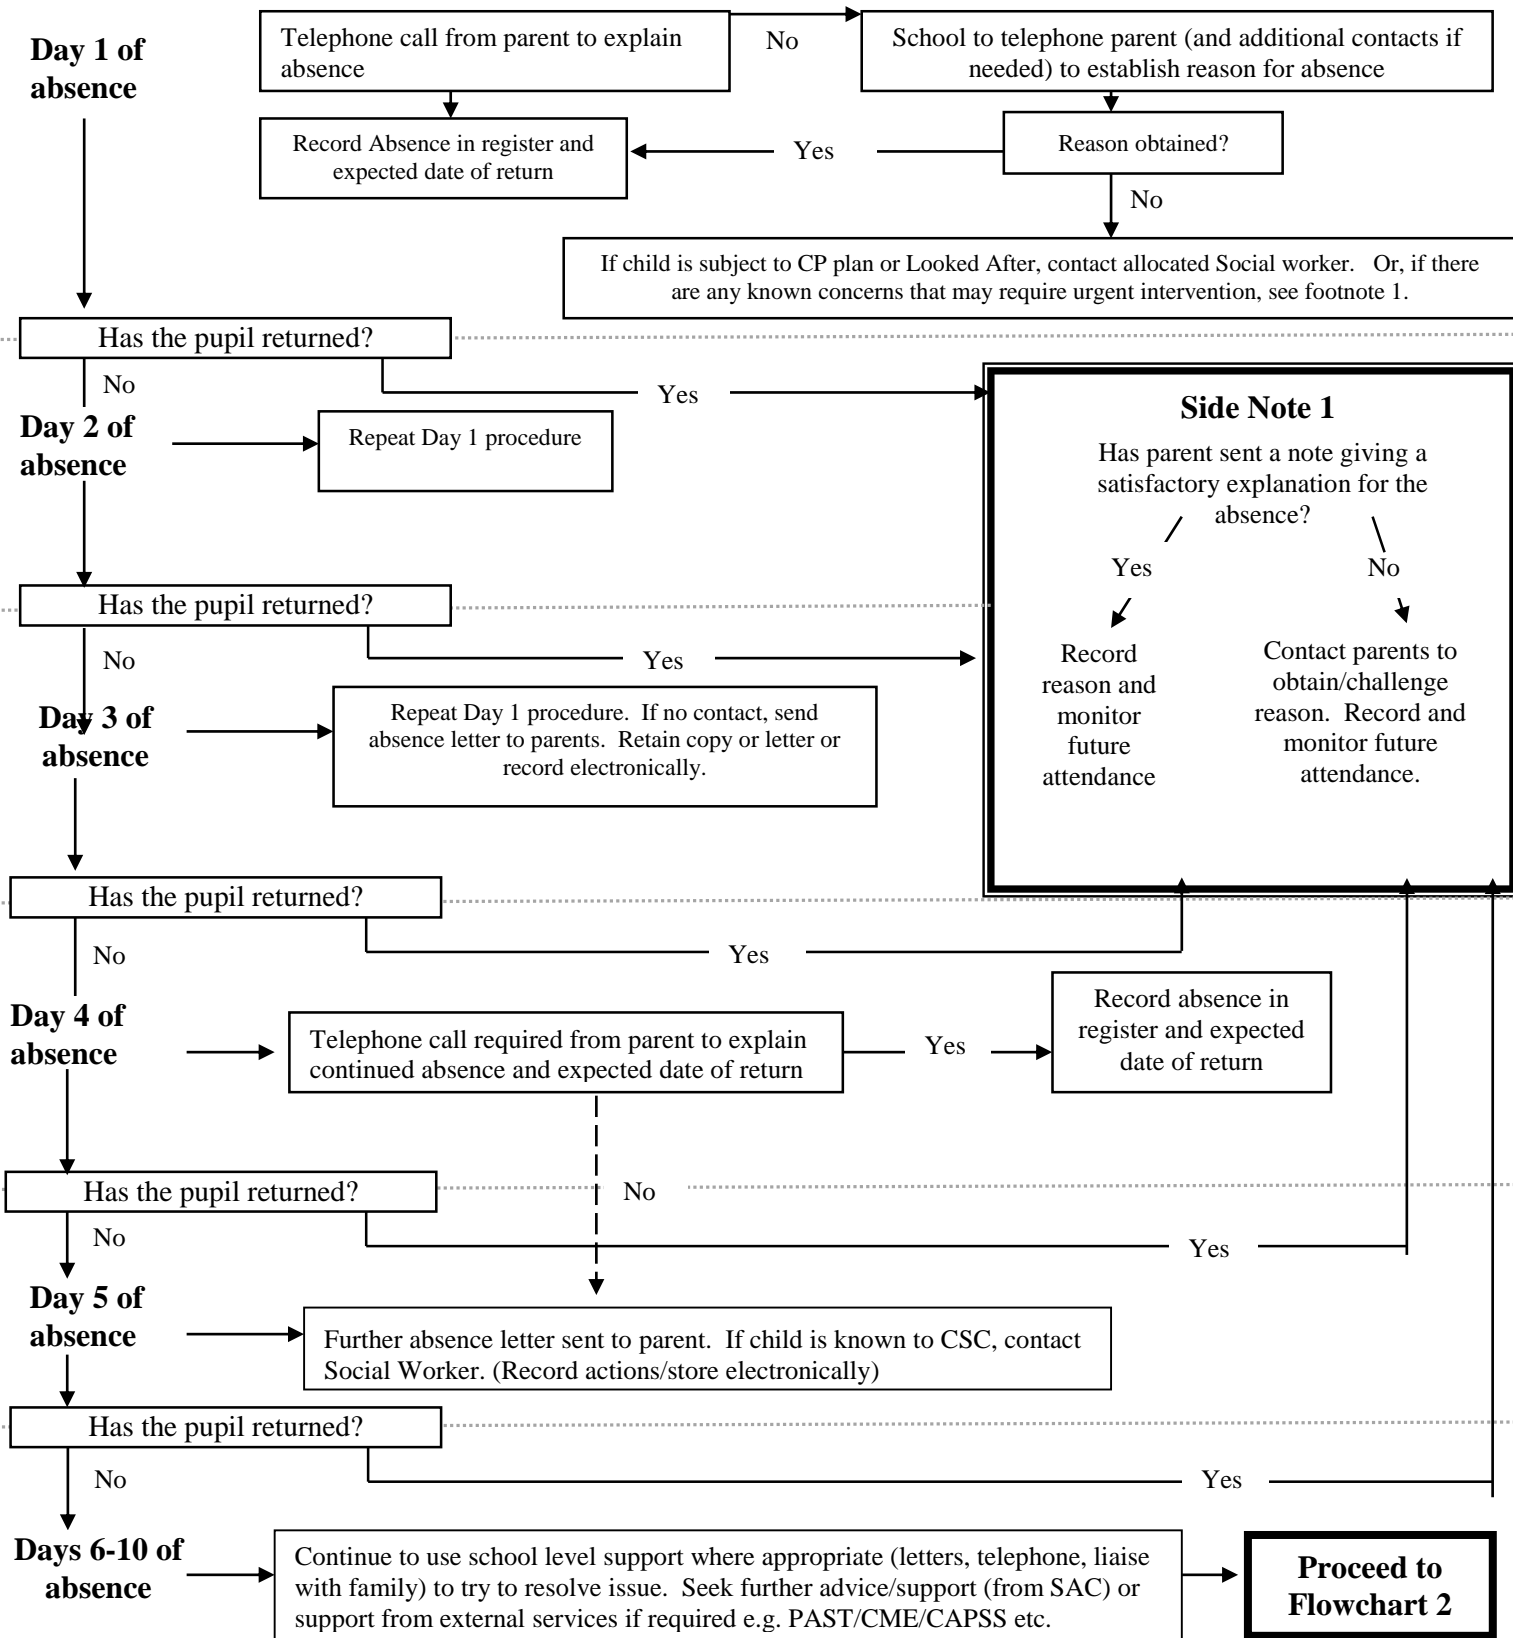 Day 1 of
absence
Telephone call from parent to explain
absence
No
School to telephone parent (and additional contacts if
needed) to establish reason for absence
Record Absence in register and
expected date of return
Yes
Reason obtained?
No
If child is subject to CP plan or Looked After, contact allocated Social worker.   Or, if there
are any known concerns that may require urgent intervention, see footnote 1.
Has the pupil returned?
No
Yes
Day 2 of
absence
Repeat Day 1 procedure
Side Note 1
Has parent sent a note giving a
satisfactory explanation for the
absence?
Yes
No
Record
reason and
monitor
future
attendance
Contact parents to
obtain/challenge
reason.  Record and
monitor future
attendance.
Has the pupil returned?
No
Yes
Day 3 of
absence
Repeat Day 1 procedure.  If no contact, send
absence letter to parents.  Retain copy or letter or
record electronically.
Has the pupil returned?
No
Yes
Day 4 of
absence
Telephone call required from parent to explain
continued absence and expected date of return
Yes
Record absence in
register and expected
date of return
Has the pupil returned?
No
No
Yes
Day 5 of
absence
Further absence letter sent to parent.  If child is known to CSC, contact
Social Worker. (Record actions/store electronically)
Has the pupil returned?
No
Yes
Days 6-10 of
absence
Continue to use school level support where appropriate (letters, telephone, liaise
with family) to try to resolve issue.  Seek further advice/support (from SAC) or
support from external services if required e.g. PAST/CME/CAPSS etc.
Proceed to
Flowchart 2